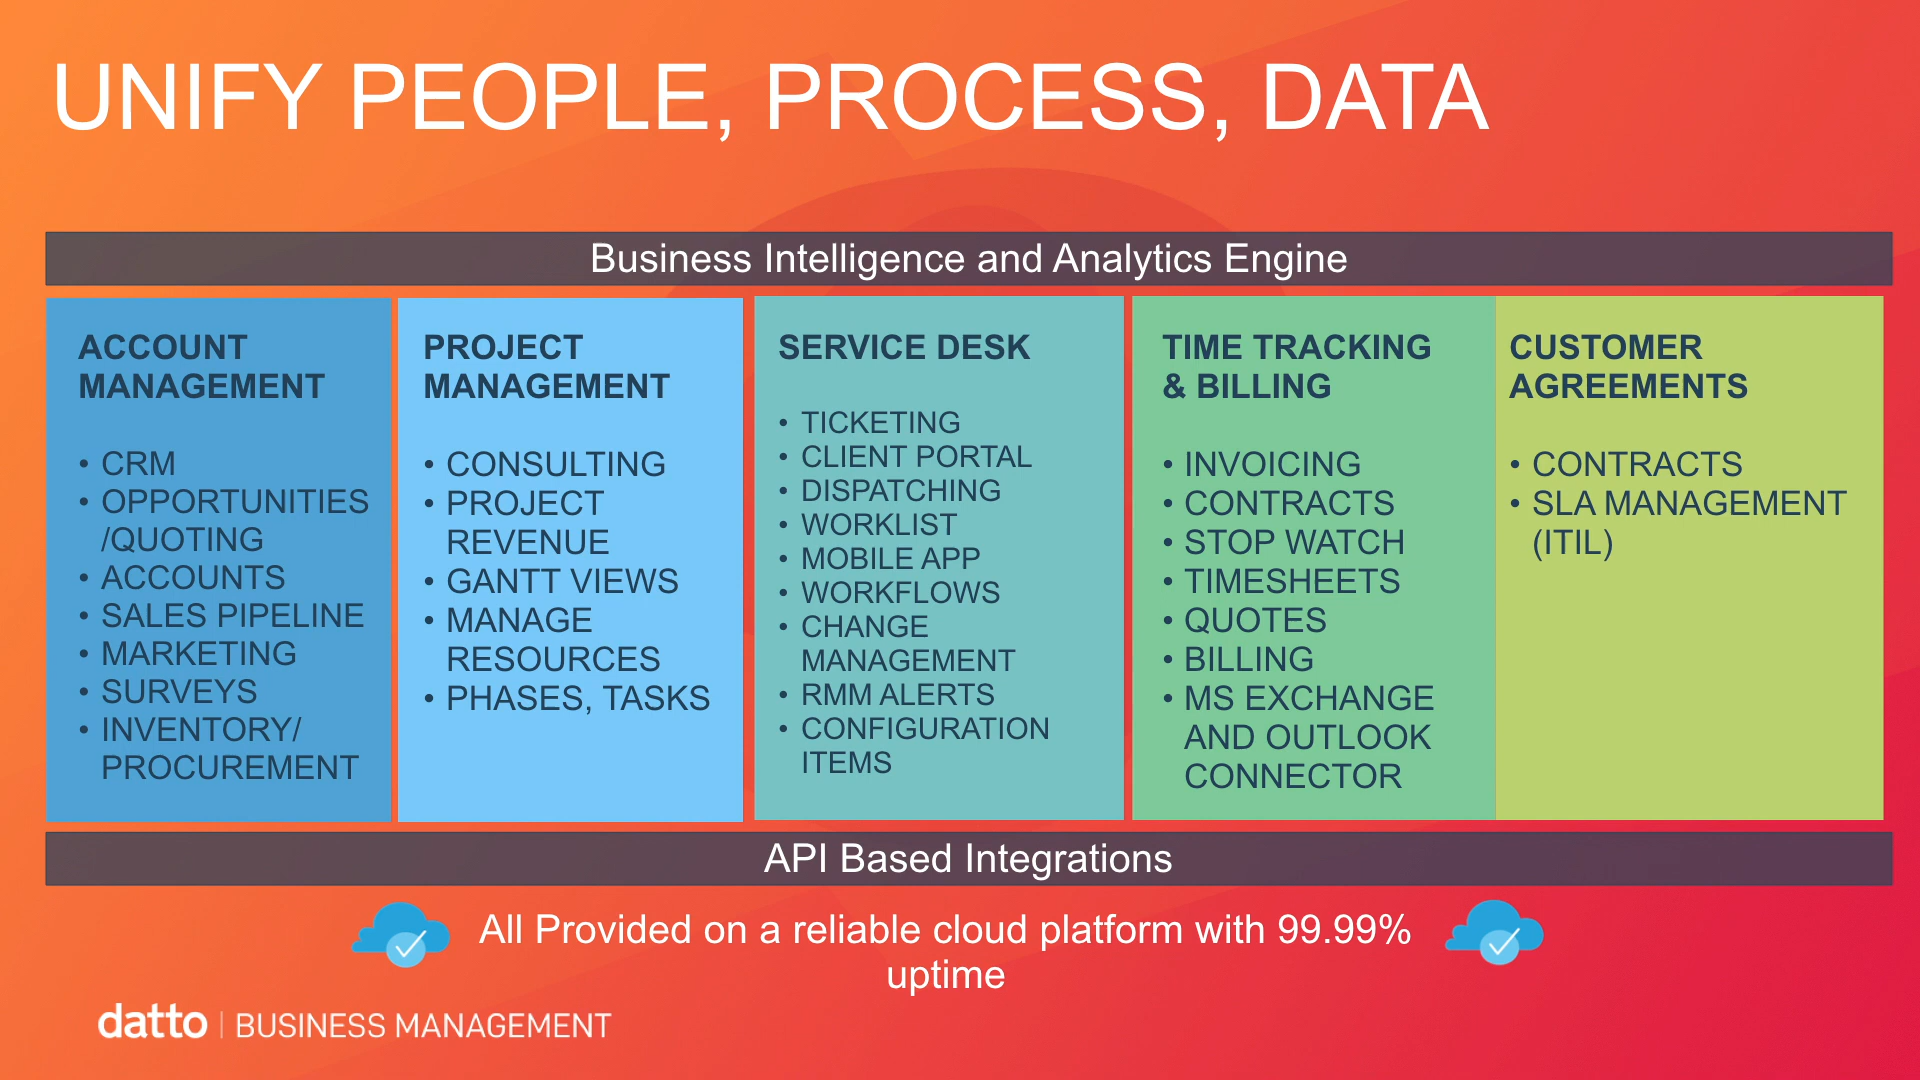 UNIFY PEOPLE, PROCESS, DATA
Business Intelligence and Analytics Engine
ACCOUNT
MANAGEMENT
• CRM
• OPPORTUNITIES
/QUOTING
• ACCOUNTS
• SALES PIPELINE
• MARKETING
• SURVEYS
• INVENTORY/
PROCUREMENT
PROJECT
MANAGEMENT
• CONSULTING
• PROJECT
REVENUE
• GANTT VIEWS
• MANAGE
RESOURCES
• PHASES, TASKS
SERVICE DESK
• TICKETING
• CLIENT PORTAL
• DISPATCHING
• WORKLIST
• MOBILE APP
• WORKFLOWS
• CHANGE
MANAGEMENT
• RMM ALERTS
• CONFIGURATION
ITEMS
TIME TRACKING
& BILLING
• INVOICING
• CONTRACTS
• STOP WATCH
• TIMESHEETS
• QUOTES
• BILLING
• MS EXCHANGE
AND OUTLOOK
CONNECTOR
CUSTOMER
AGREEMENTS
• CONTRACTS
• SLA MANAGEMENT
(ITIL)
API Based Integrations
All Provided on a reliable cloud platform with 99.99%
uptime
datto | BUSINESS MANAGEMENT